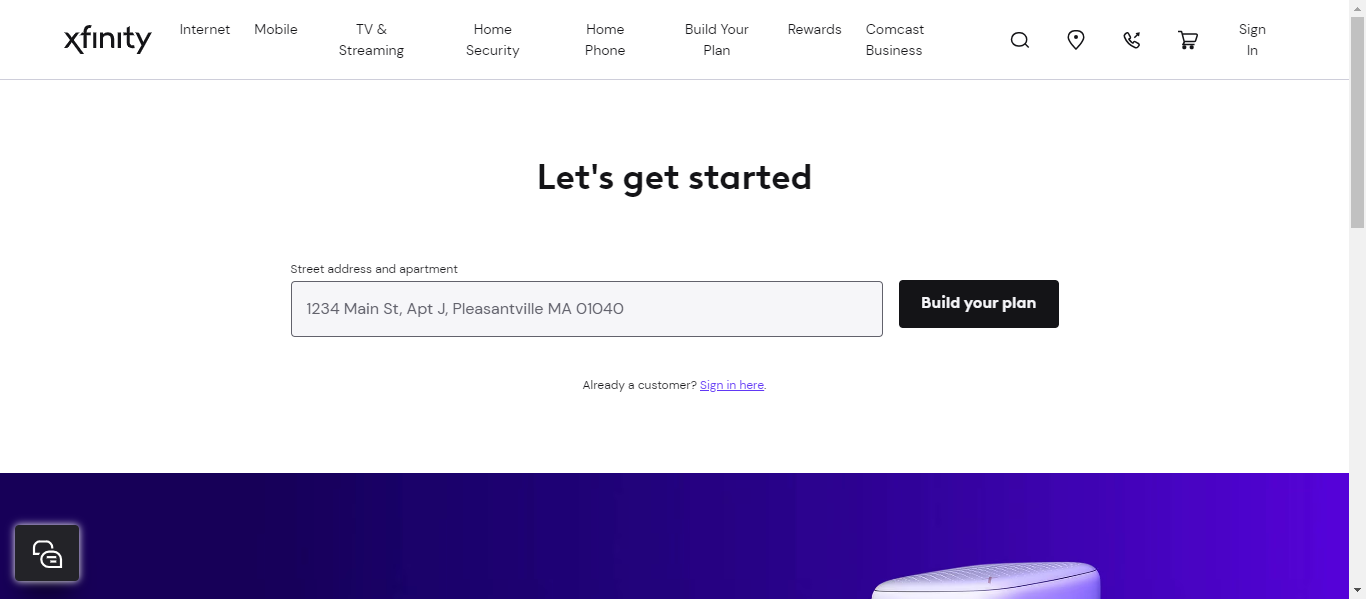 xfinity
Internet
Mobile
TV &
Streaming
Home
Security
Home
Phone
Build Your
Plan
Rewards
Comcast
Business
Sign
In
Let's get started
Street address and apartment
1234 Main St, Apt J, Pleasantville MA 01040
Build your plan
Already a customer? Sign in here.